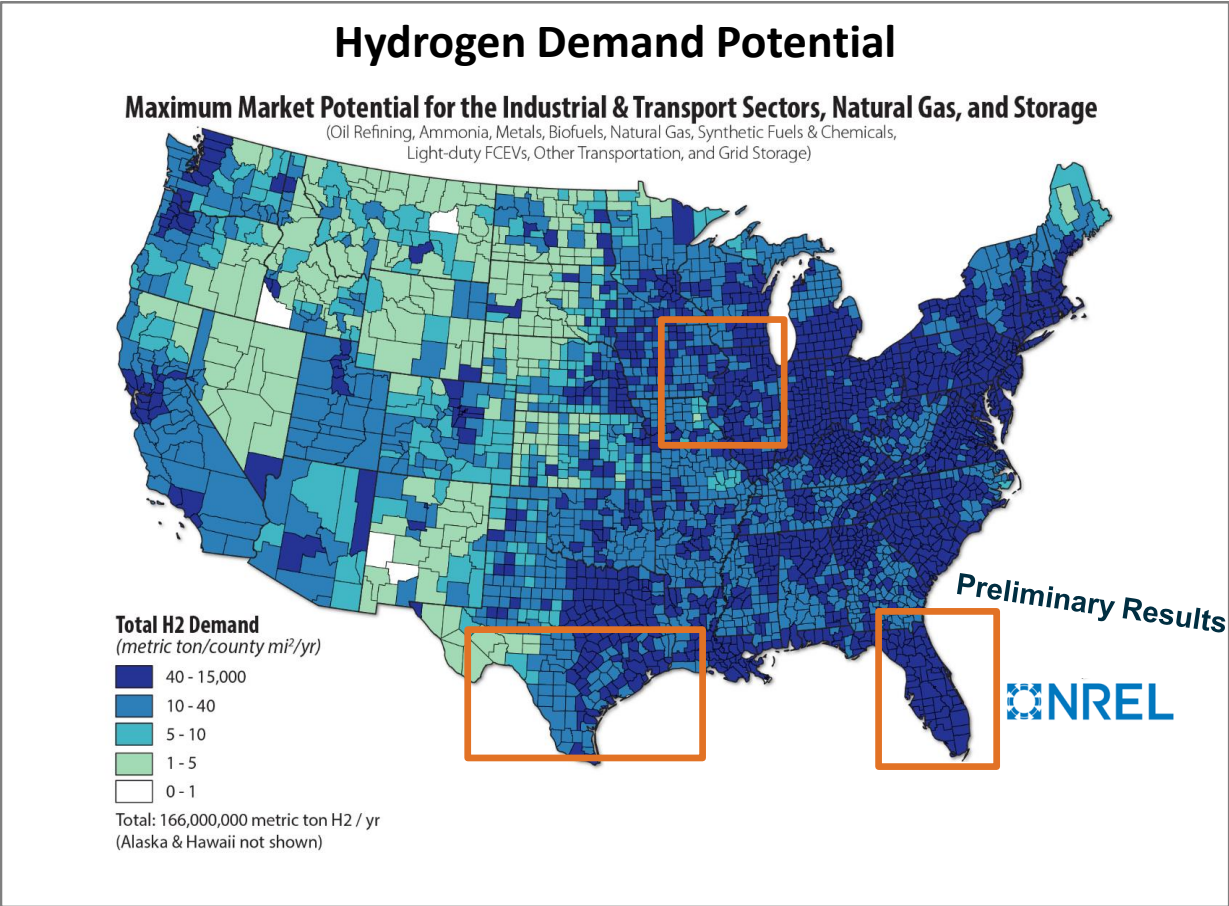 Hydrogen Demand Potential
Maximum Market Potential for the Industrial & Transport Sectors, Natural Gas, and Storage
(Oil Refining, Ammonia, Metals, Biofuels, Natural Gas, Synthetic Fuels & Chemicals,
Light-duty FCEVs, Other Transportation, and Grid Storage)
Preliminary Results
NREL
Total H2 Demand
(metric ton/county mi²/yr)
40 - 15,000
10 - 40
5 - 10
1 - 5
0 - 1
Total: 166,000,000 metric ton H2 / yr
(Alaska & Hawaii not shown)